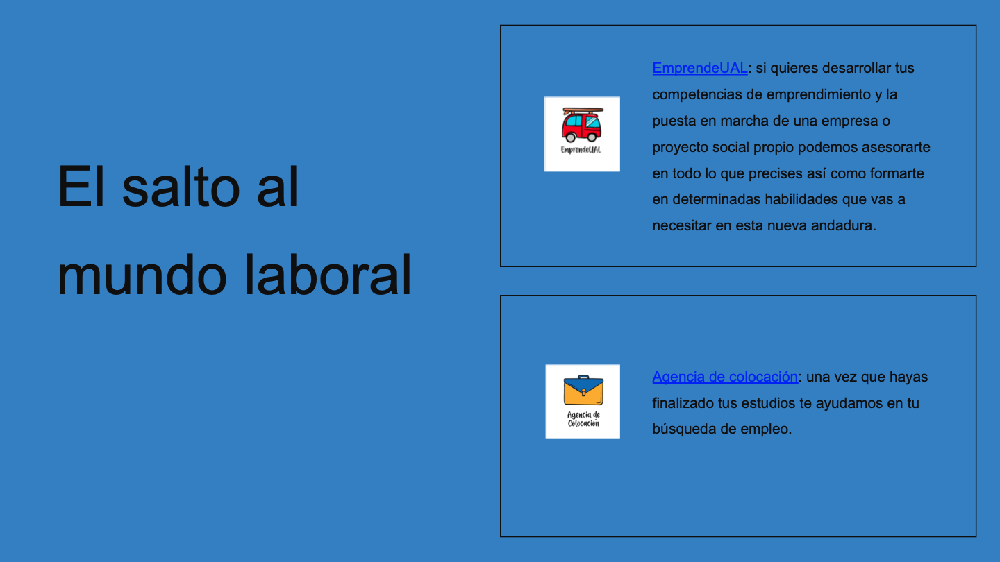 El salto al
mundo laboral
EmprendeUAL: si quieres desarrollar tus
competencias de emprendimiento y la
puesta en marcha de una empresa o
proyecto social propio podemos asesorarte
en todo lo que precises así como formarte
en determinadas habilidades que vas a
necesitar en esta nueva andadura.
EmprendeUAL
Agencia de colocación: una vez que hayas
finalizado tus estudios te ayudamos en tu
búsqueda de empleo.
Agencia de
Colocación